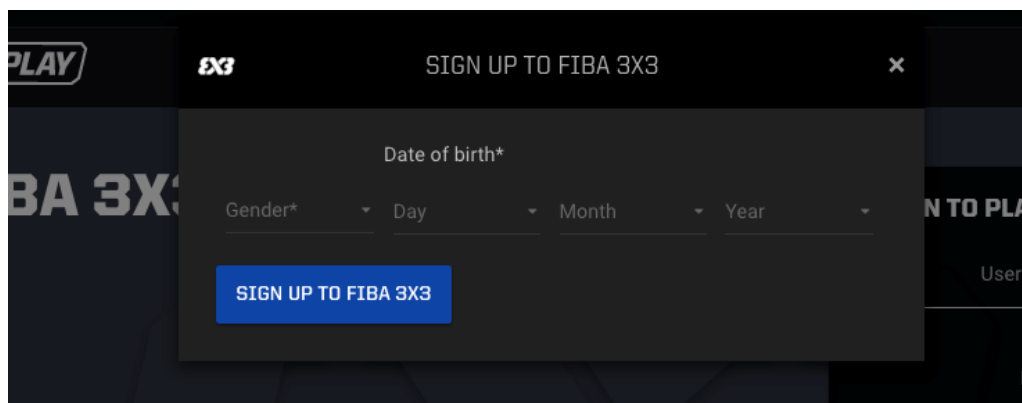 PLAY
3X3
SIGN UP TO FIBA 3X3
×
Date of birth*
Gender*
Day
Month
Year
BA 3X3
N TO PLA
User
SIGN UP TO FIBA 3X3